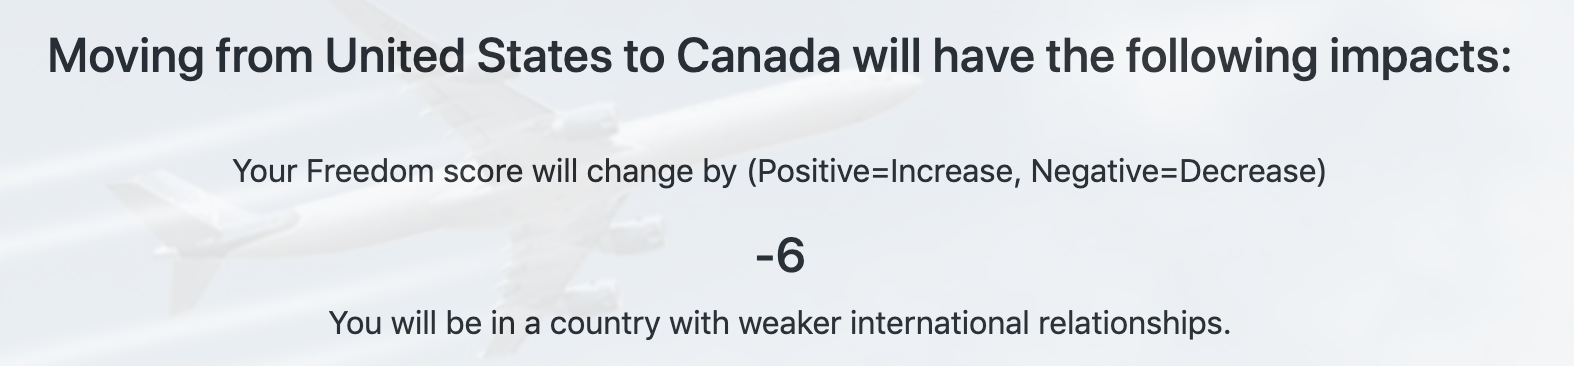 Moving from United States to Canada will have the following impacts:
Your Freedom score will change by (Positive=Increase, Negative=Decrease)
-6
You will be in a country with weaker international relationships.